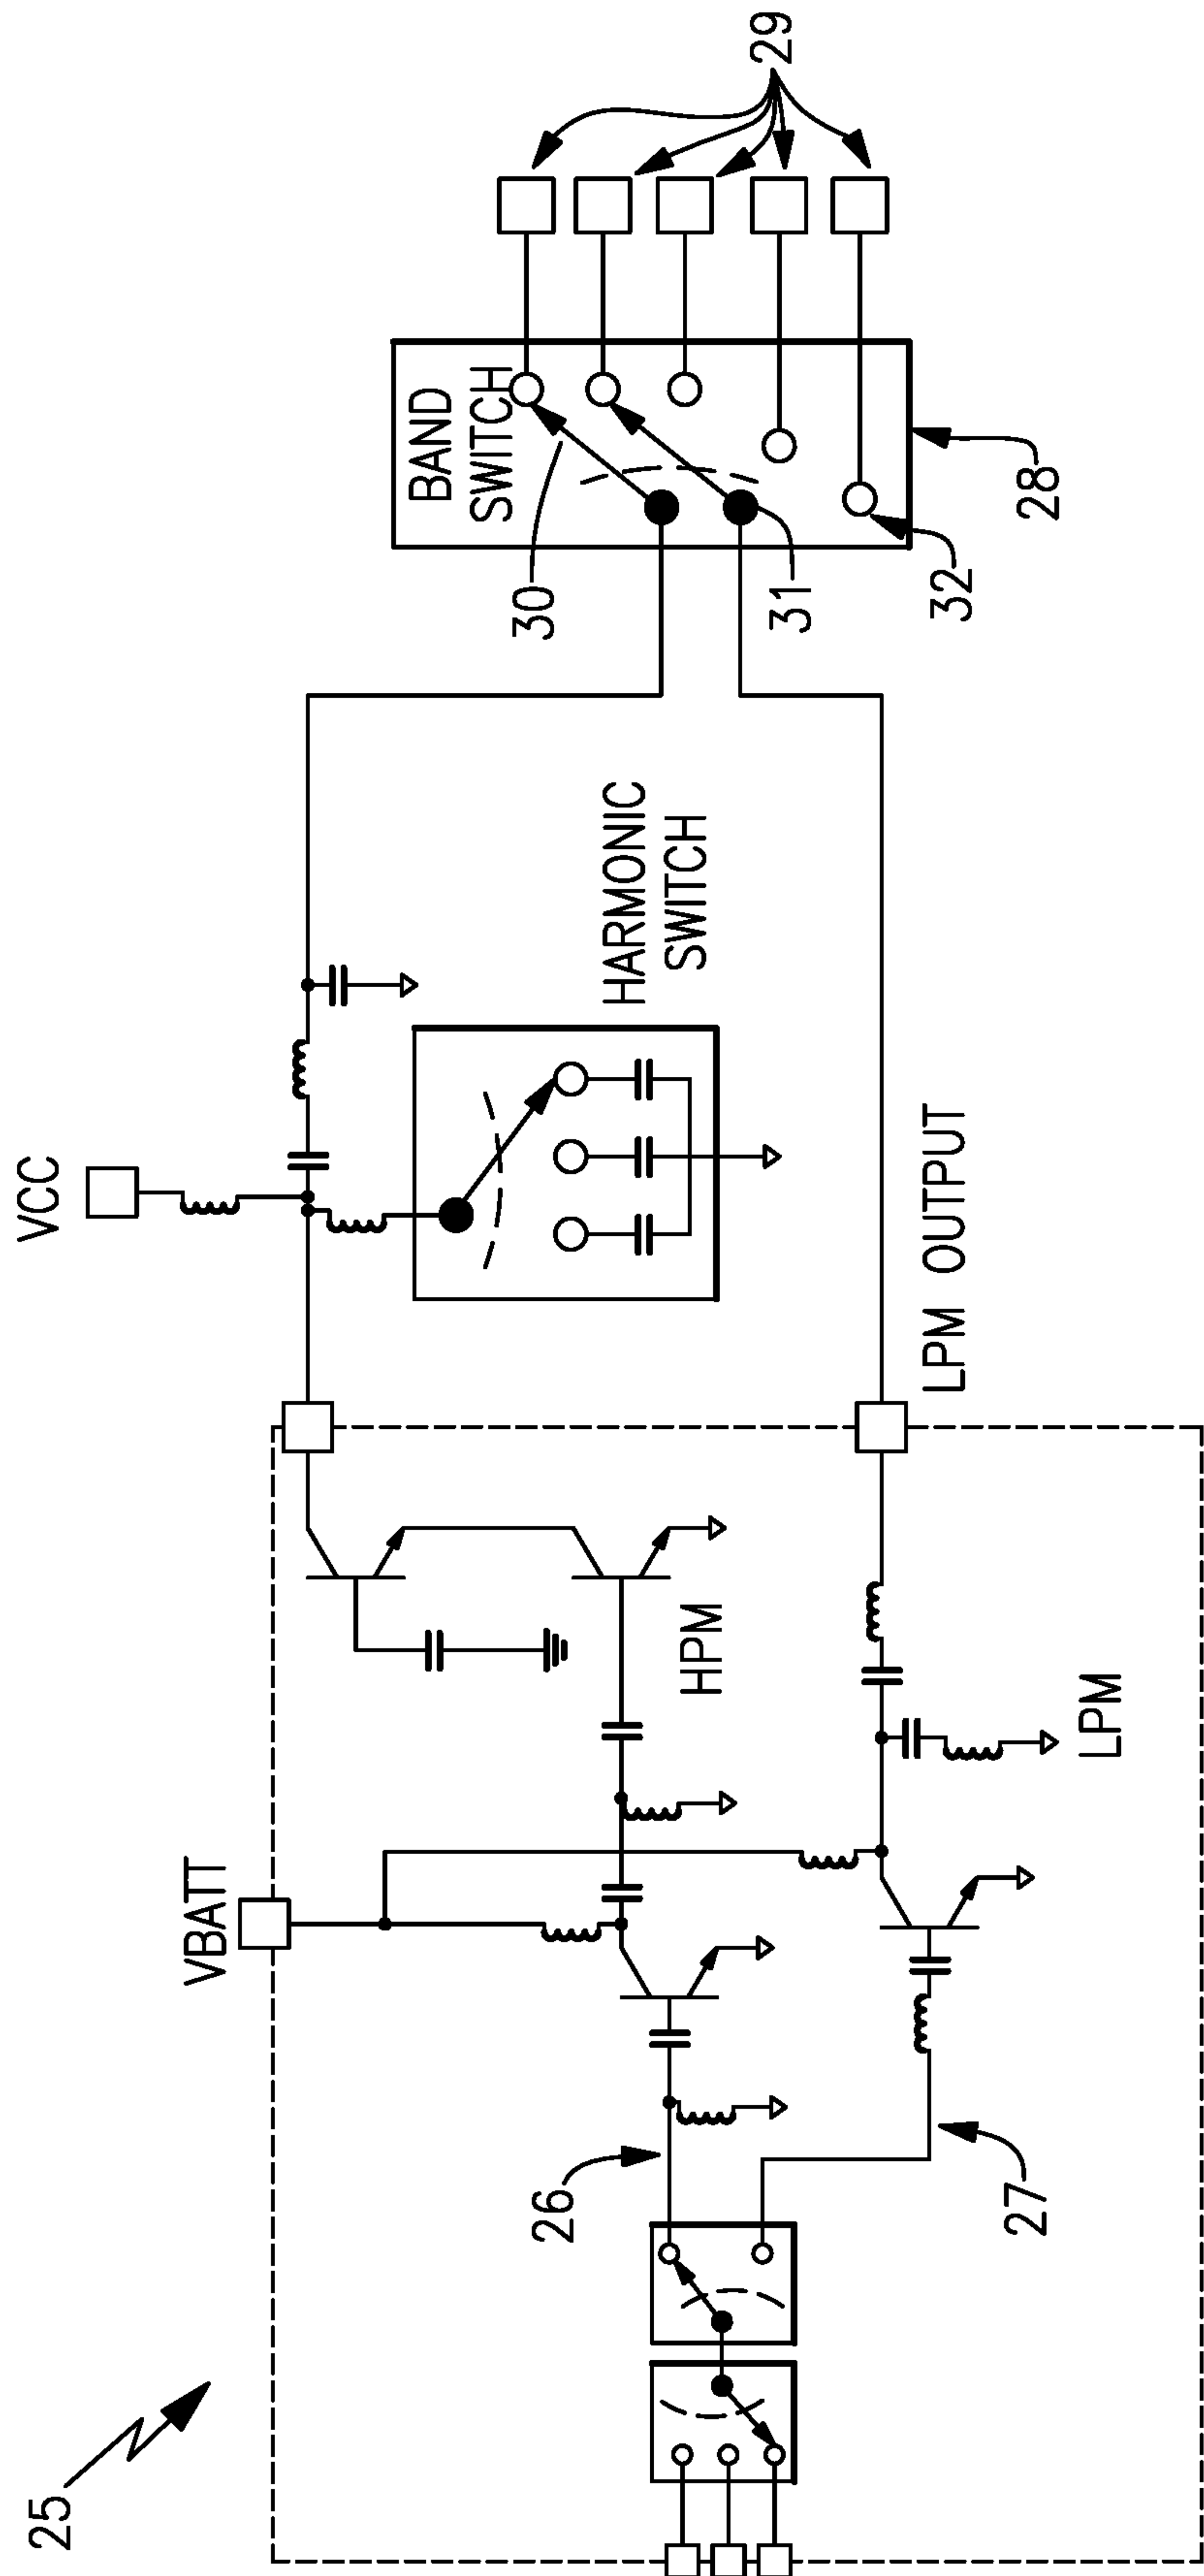 25
VBATT
VCC
26
27
HPM
LPM
LPM OUTPUT
HARMONIC
SWITCH
BAND
SWITCH
30
31
32
28
29